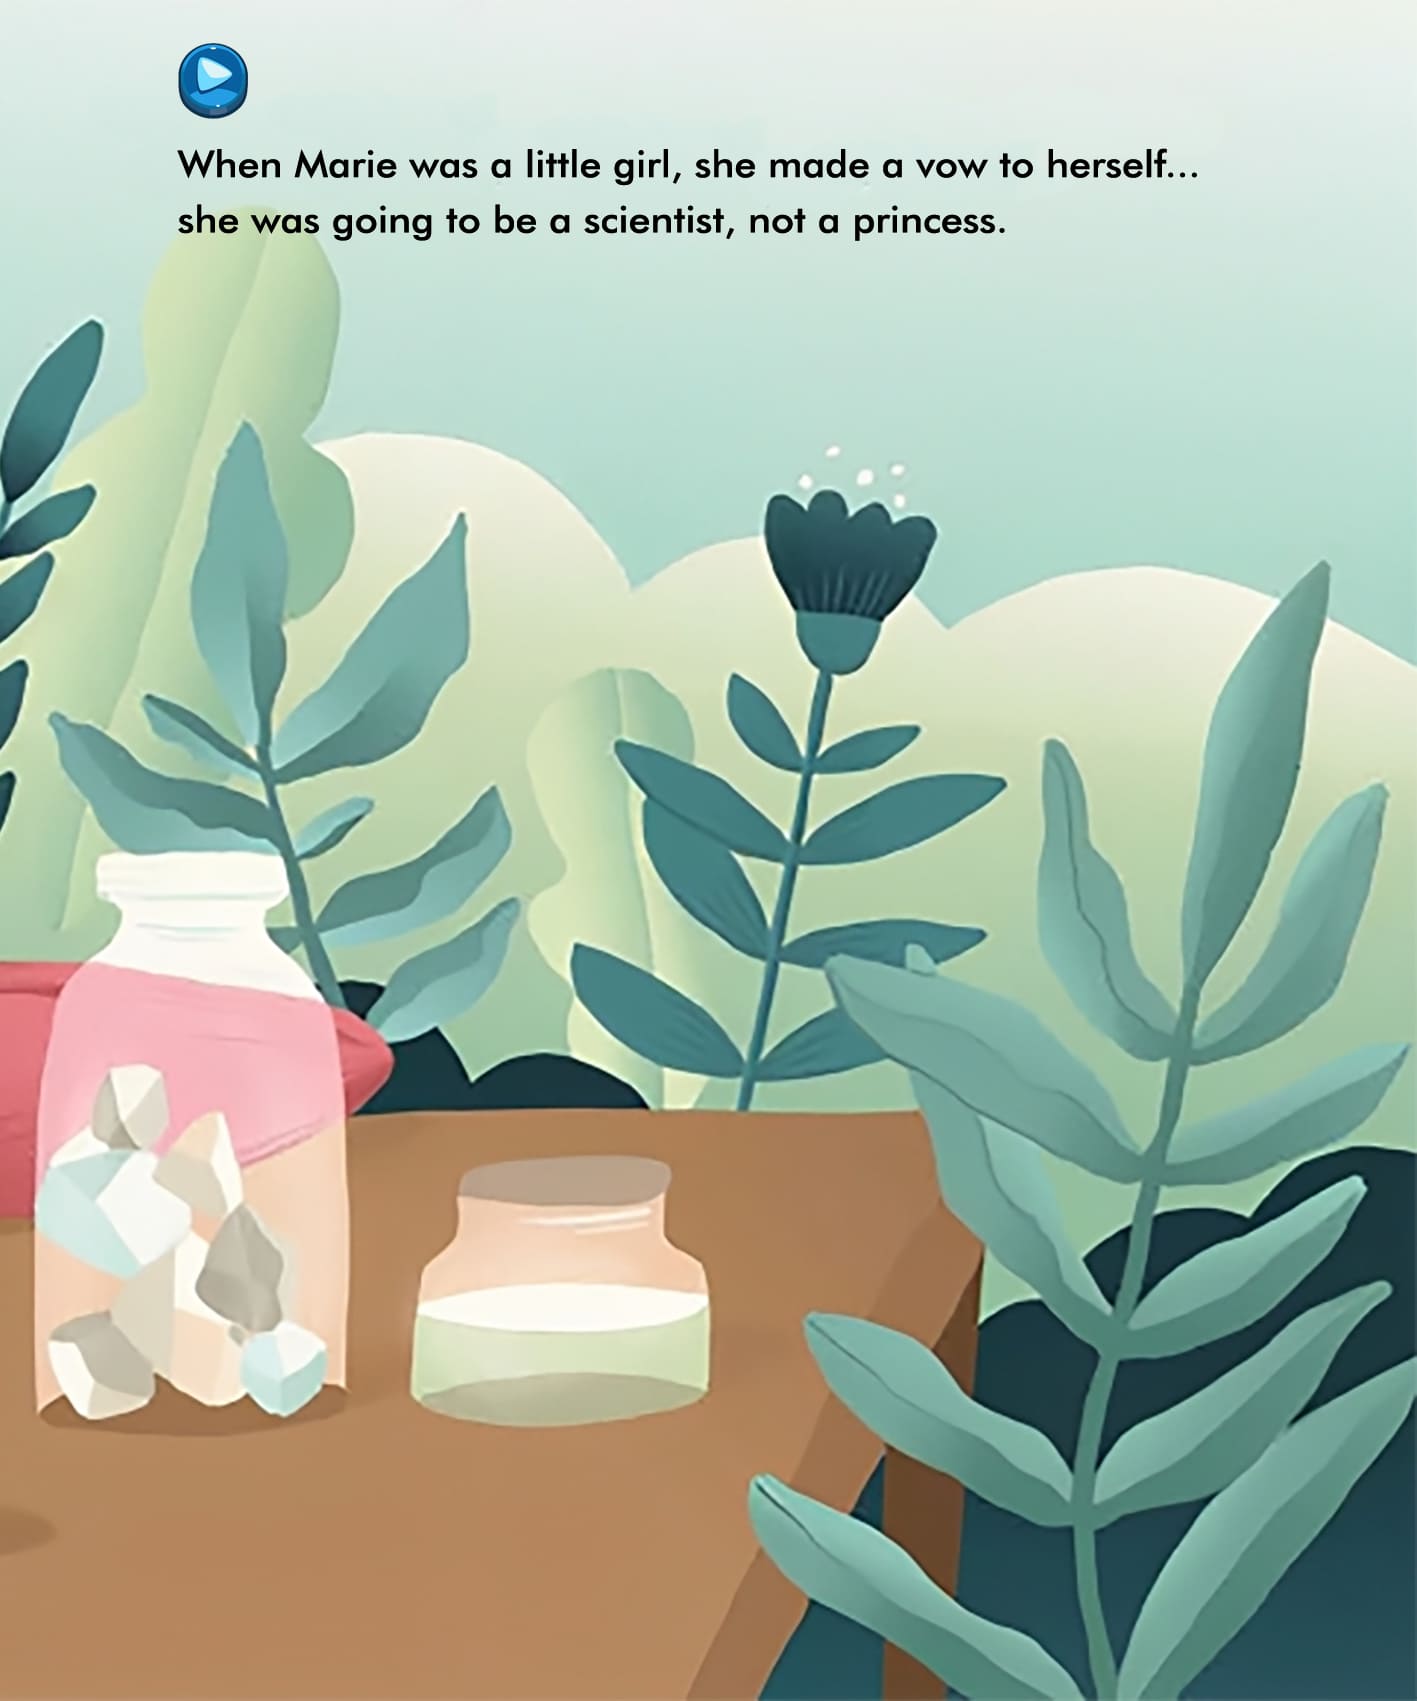 When Marie was a little girl, she made a vow to herself...
she was going to be a scientist, not a princess.